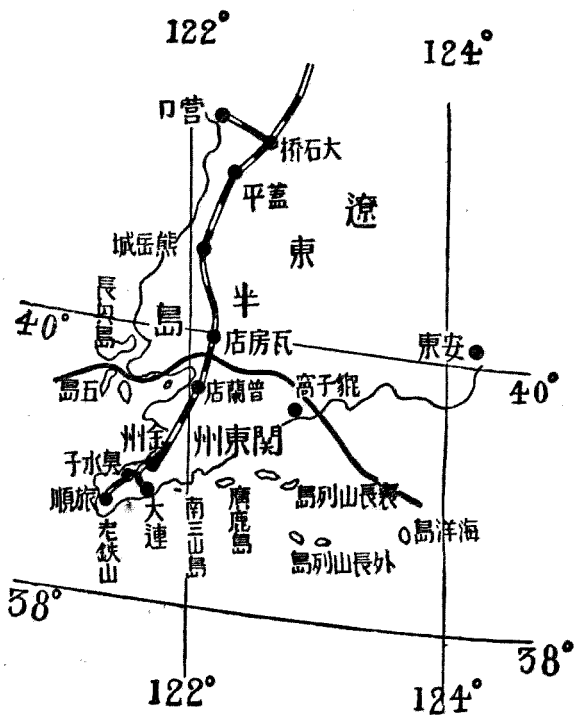 122°
124°
営口
大石桥
蓋平
遼東半島
熊岳城
長興島
40°
瓦房店
安東
40°
五島
普蘭店
貔子窩
金州
関東州
臭水子
旅順
大連
老鉄山
南三山島
廣鹿島
裏長山列島
外長山列島
海洋島
38°
38°
122°
124°